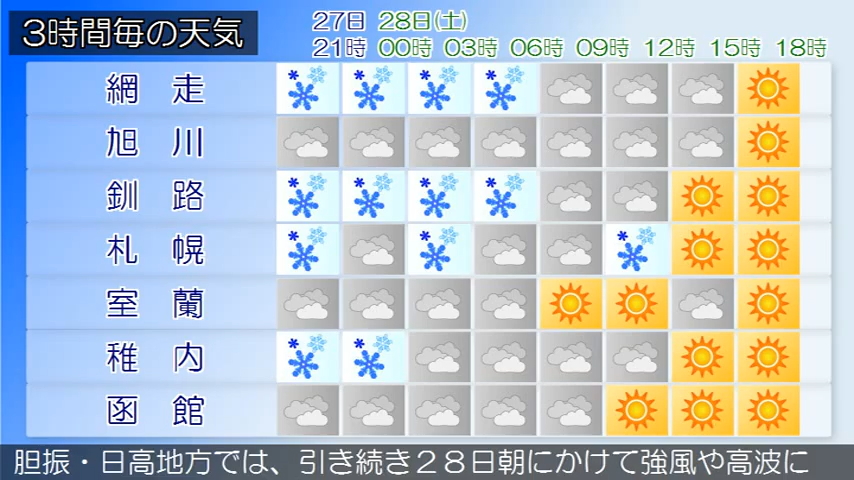 3時間毎の天気
27日 28日(土)
21時 00時 03時 06時 09時 12時 15時 18時
網走
旭川
釧路
札幌
室蘭
稚内
函館
胆振・日高地方では、引き続き２８日朝にかけて強風や高波に